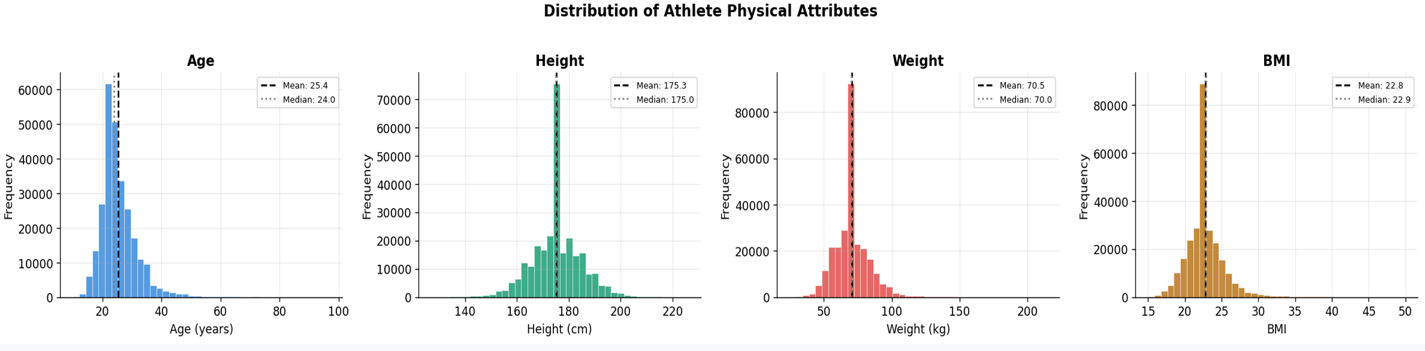 Distribution of Athlete Physical Attributes
Age
Mean: 25.4
Median: 24.0
Frequency
60000
50000
40000
30000
20000
10000
0
20 40 60 80 100
Age (years)
Height
Mean: 175.3
Median: 175.0
Frequency
70000
60000
50000
40000
30000
20000
10000
0
140 160 180 200 220
Height (cm)
Weight
Mean: 70.5
Median: 70.0
Frequency
80000
60000
40000
20000
0
50 100 150 200
Weight (kg)
BMI
Mean: 22.8
Median: 22.9
Frequency
80000
60000
40000
20000
0
15 20 25 30 35 40 45 50
BMI